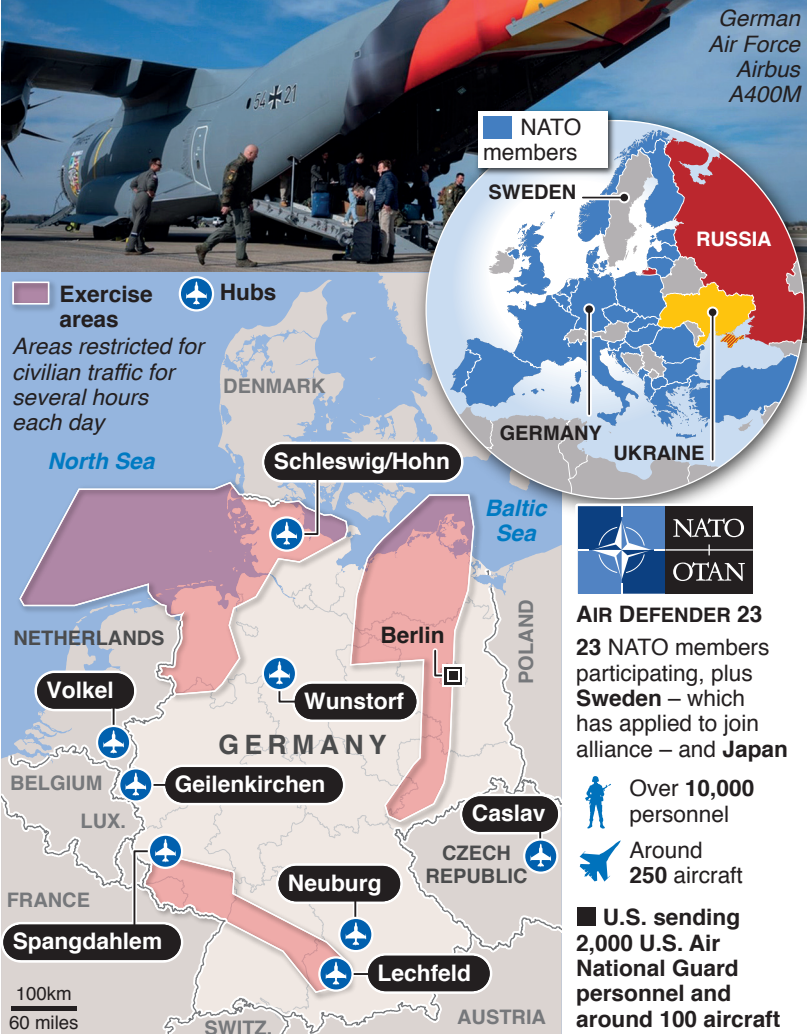 German
Air Force
Airbus
A400M
54 21
NATO
members
SWEDEN
RUSSIA
GERMANY
UKRAINE
Exercise
areas
Hubs
Areas restricted for
civilian traffic for
several hours
each day
DENMARK
North Sea
Schleswig/Hohn
Baltic
Sea
NETHERLANDS
Berlin
POLAND
Volkel
Wunstorf
GERMANY
BELGIUM
Geilenkirchen
LUX.
Caslav
CZECH
REPUBLIC
FRANCE
Neuburg
Spangdahlem
Lechfeld
100km
60 miles
SWITZ.
AUSTRIA
NATO
OTAN
AIR DEFENDER 23
23 NATO members
participating, plus
Sweden – which
has applied to join
alliance – and Japan
Over 10,000
personnel
Around
250 aircraft
U.S. sending
2,000 U.S. Air
National Guard
personnel and
around 100 aircraft